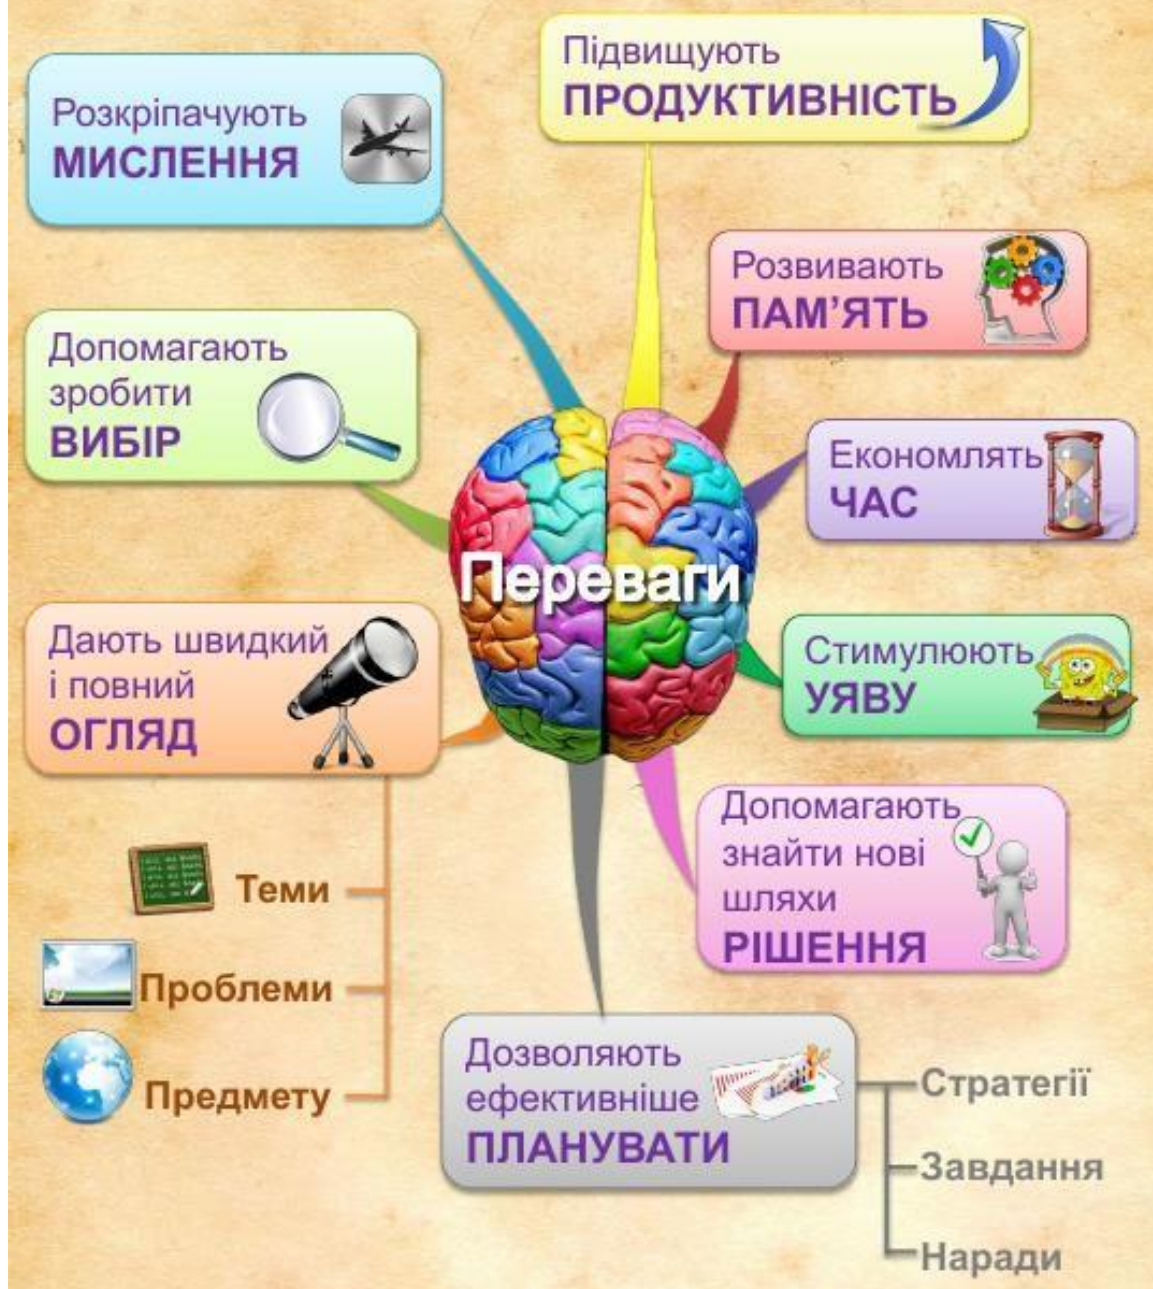 Підвищують
ПРОДУКТИВНІСТЬ
Розкріпачують
МИСЛЕННЯ
Розвивають
ПАМ’ЯТЬ
Допомагають
зробити
ВИБІР
Економлять
ЧАС
Переваги
Дають швидкий
і повний
ОГЛЯД
Стимулюють
УЯВУ
Допомагають
знайти нові
шляхи
РІШЕННЯ
Теми
Проблеми
Предмету
Дозволяють
ефективніше
ПЛАНУВАТИ
Стратегії
Завдання
Наради